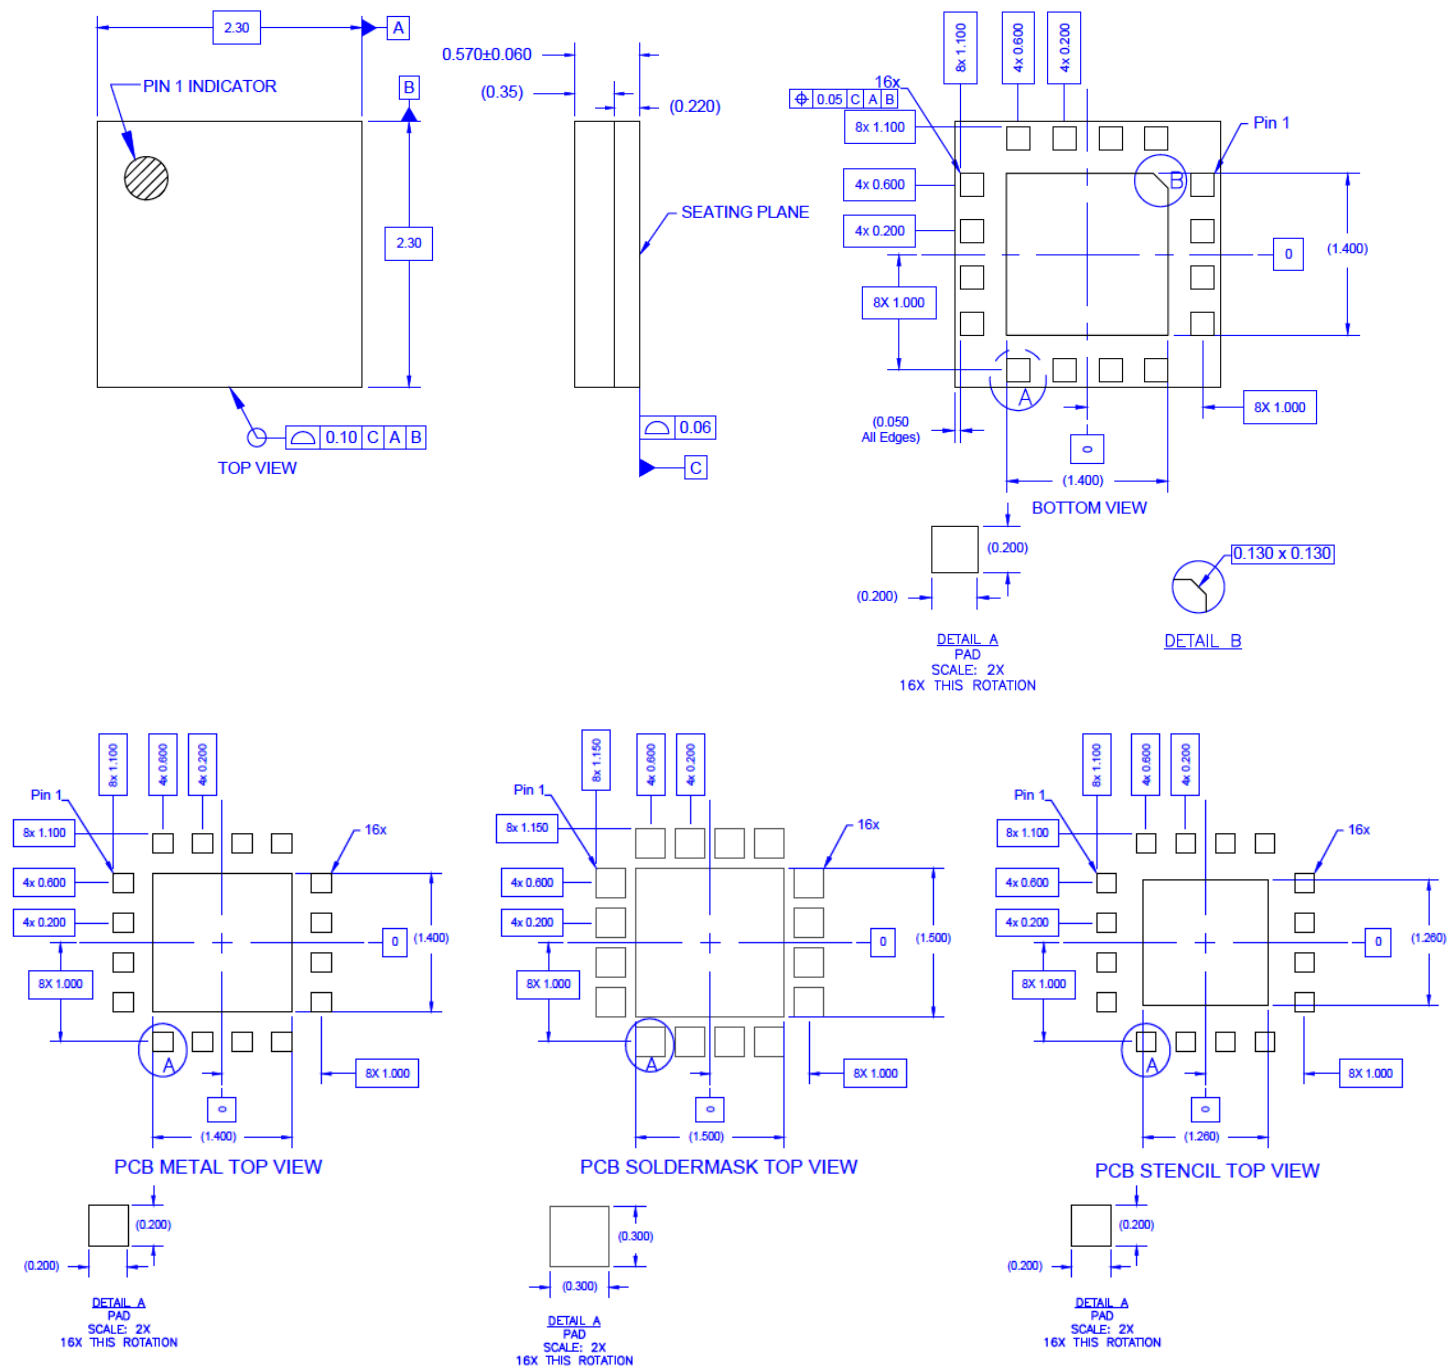 2.30
A
PIN 1 INDICATOR
B
2.30
0.10 C A B
TOP VIEW
0.570±0.060
(0.35)
(0.220)
SEATING PLANE
0.06
C
8x 1.100
4x 0.600
4x 0.200
16x
0.05 C A B
8x 1.100
Pin 1
4x 0.600
B
4x 0.200
0
(1.400)
8X 1.000
A
(0.050
All Edges)
8X 1.000
0
(1.400)
BOTTOM VIEW
(0.200)
(0.200)
DETAIL A
PAD
SCALE: 2X
16X THIS ROTATION
0.130 x 0.130
DETAIL B
8x 1.100
4x 0.600
4x 0.200
Pin 1
8x 1.100
16x
4x 0.600
4x 0.200
0
(1.400)
8X 1.000
A
8X 1.000
0
(1.400)
PCB METAL TOP VIEW
(0.200)
(0.200)
DETAIL A
PAD
SCALE: 2X
16X THIS ROTATION
8x 1.150
4x 0.600
4x 0.200
Pin 1
8x 1.150
16x
4x 0.600
4x 0.200
0
(1.500)
8X 1.000
A
8X 1.000
0
(1.500)
PCB SOLDERMASK TOP VIEW
(0.300)
(0.300)
DETAIL A
PAD
SCALE: 2X
16X THIS ROTATION
8x 1.100
4x 0.600
4x 0.200
Pin 1
8x 1.100
16x
4x 0.600
4x 0.200
0
(1.260)
8X 1.000
A
8X 1.000
0
(1.260)
PCB STENCIL TOP VIEW
(0.200)
(0.200)
DETAIL A
PAD
SCALE: 2X
16X THIS ROTATION